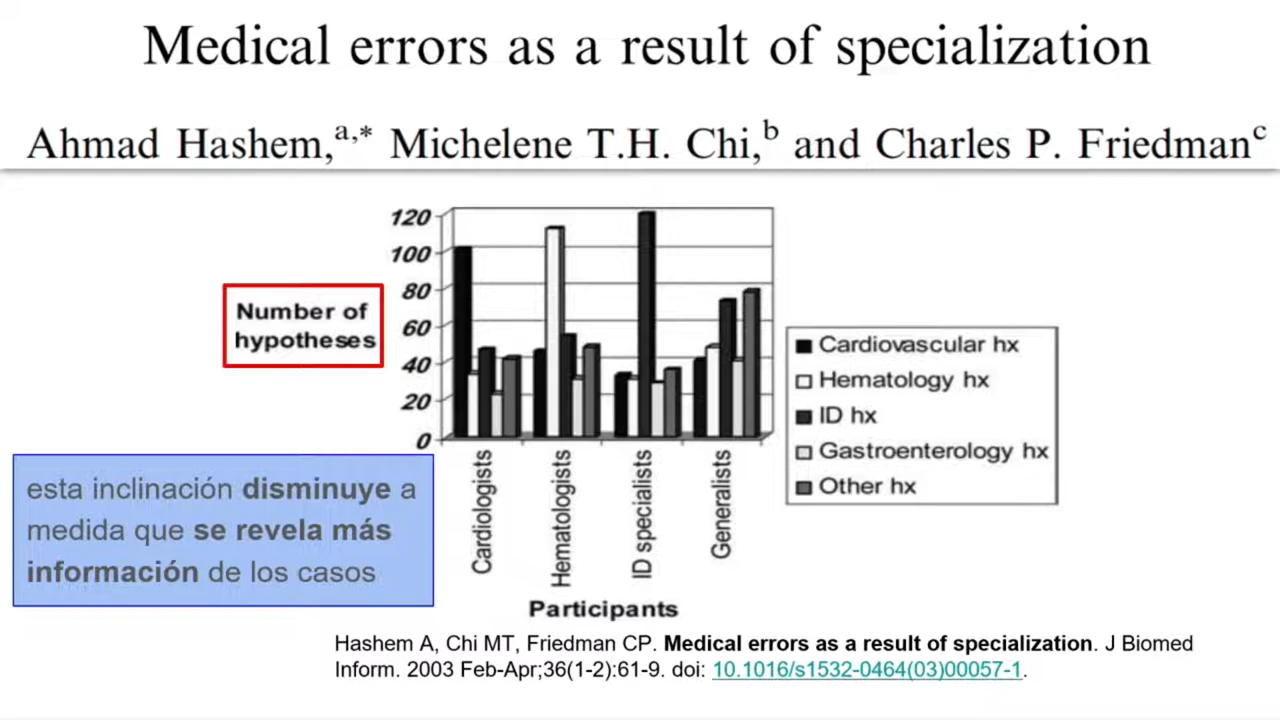 Medical errors as a result of specialization
Ahmad Hashem,a,* Michelene T.H. Chi,b and Charles P. Friedmanc
120
100
80
60
40
20
0
Number of
hypotheses
Cardiovascular hx
Hematology hx
ID hx
Gastroenterology hx
Other hx
Cardiologists
Hematologists
ID specialists
Generalists
Participants
esta inclinación disminuye a
medida que se revela más
información de los casos
Hashem A, Chi MT, Friedman CP. Medical errors as a result of specialization. J Biomed
Inform. 2003 Feb-Apr;36(1-2):61-9. doi: 10.1016/s1532-0464(03)00057-1.